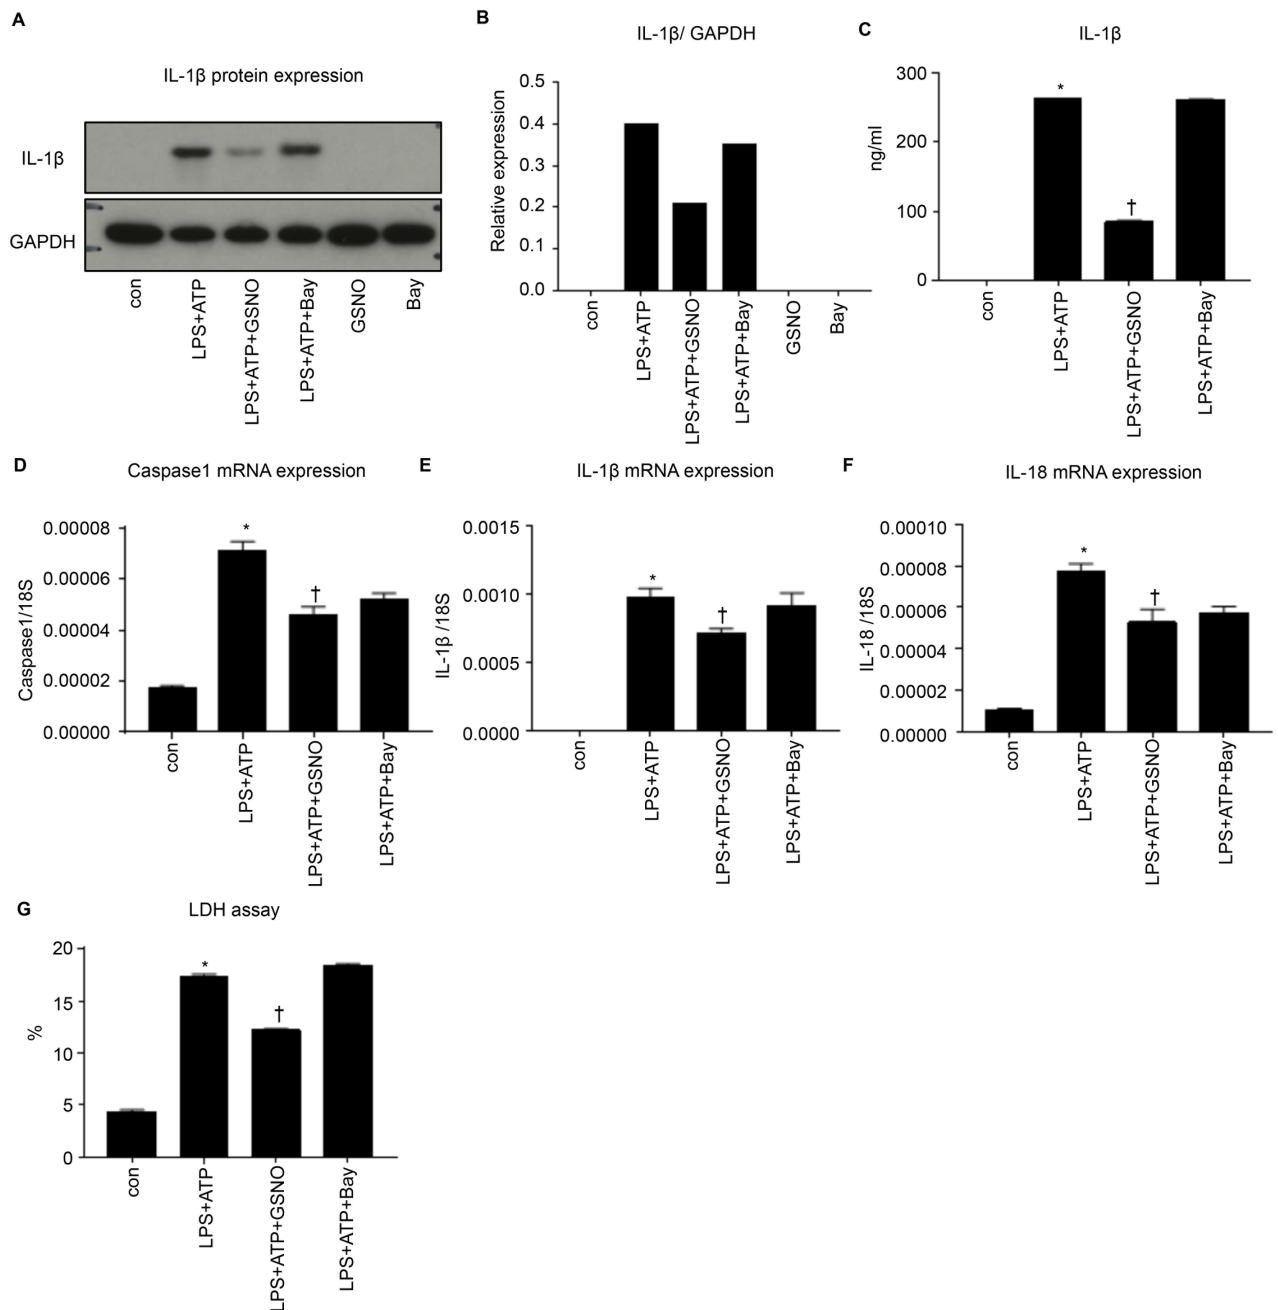 A
IL-1β protein expression
IL-1β
GAPDH
con
LPS+ATP
LPS+ATP+GSNO
LPS+ATP+Bay
GSNO
Bay
B
IL-1β/ GAPDH
Relative expression
0.5
0.4
0.3
0.2
0.1
0.0
con
LPS+ATP
LPS+ATP+GSNO
LPS+ATP+Bay
GSNO
Bay
C
IL-1β
ng/ml
300
200
100
0
*
†
con
LPS+ATP
LPS+ATP+GSNO
LPS+ATP+Bay
D
Caspase1 mRNA expression
Caspase1/18S
0.00008
0.00006
0.00004
0.00002
0.00000
*
†
con
LPS+ATP
LPS+ATP+GSNO
LPS+ATP+Bay
E
IL-1β mRNA expression
IL-1β /18S
0.0015
0.0010
0.0005
0.0000
*
†
con
LPS+ATP
LPS+ATP+GSNO
LPS+ATP+Bay
F
IL-18 mRNA expression
IL-18 /18S
0.00010
0.00008
0.00006
0.00004
0.00002
0.00000
*
†
con
LPS+ATP
LPS+ATP+GSNO
LPS+ATP+Bay
G
LDH assay
%
20
15
10
5
0
*
†
con
LPS+ATP
LPS+ATP+GSNO
LPS+ATP+Bay